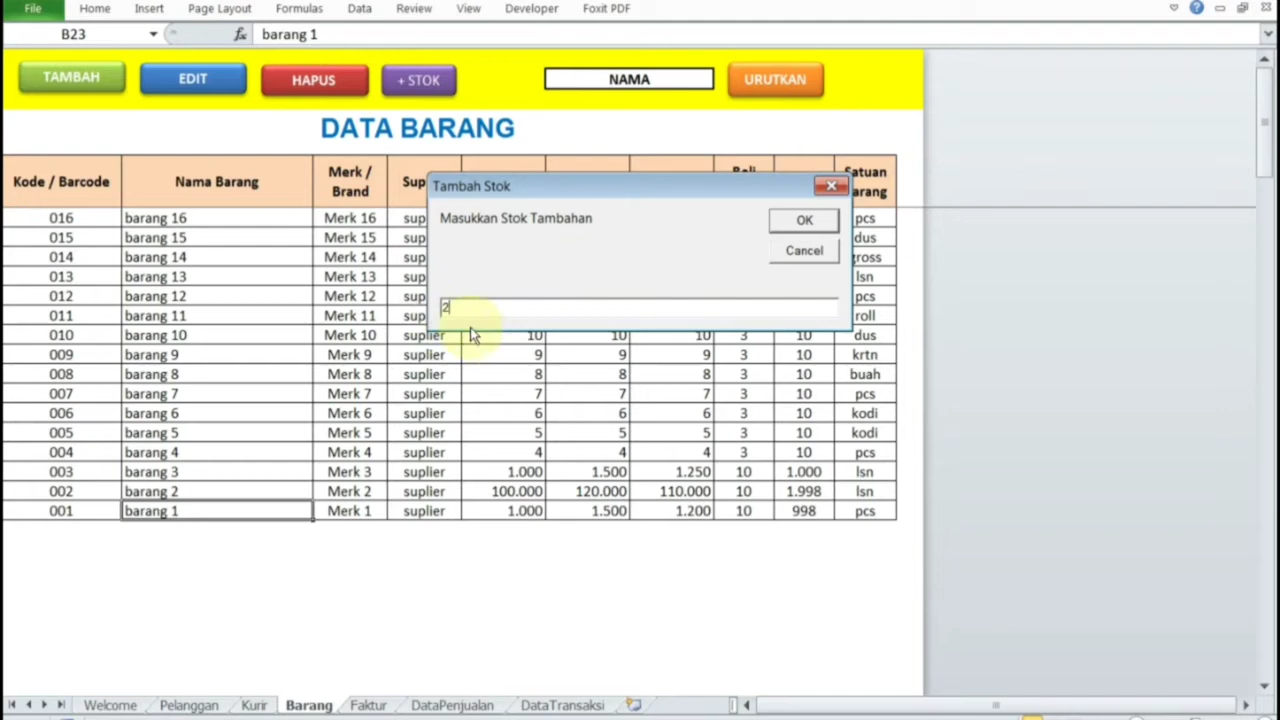 File Home Insert Page Layout Formulas Data Review View Developer Foxit PDF
B23 fx barang 1
TAMBAH EDIT HAPUS + STOK NAMA URUTKAN
DATA BARANG
Kode / Barcode Nama Barang Merk / Brand Sup Beli Satuan arang
016 barang 16 Merk 16 sup pcs
015 barang 15 Merk 15 sup dus
014 barang 14 Merk 14 sup gross
013 barang 13 Merk 13 sup lsn
012 barang 12 Merk 12 sup pcs
011 barang 11 Merk 11 sup roll
010 barang 10 Merk 10 suplier 10 10 10 3 10 dus
009 barang 9 Merk 9 suplier 9 9 9 3 10 krtn
008 barang 8 Merk 8 suplier 8 8 8 3 10 buah
007 barang 7 Merk 7 suplier 7 7 7 3 10 pcs
006 barang 6 Merk 6 suplier 6 6 6 3 10 kodi
005 barang 5 Merk 5 suplier 5 5 5 3 10 kodi
004 barang 4 Merk 4 suplier 4 4 4 3 10 pcs
003 barang 3 Merk 3 suplier 1.000 1.500 1.250 10 1.000 lsn
002 barang 2 Merk 2 suplier 100.000 120.000 110.000 10 1.998 lsn
001 barang 1 Merk 1 suplier 1.000 1.500 1.200 10 998 pcs
Tambah Stok
Masukkan Stok Tambahan
OK
Cancel
2
Welcome Pelanggan Kurir Barang Faktur DataPenjualan DataTransaksi